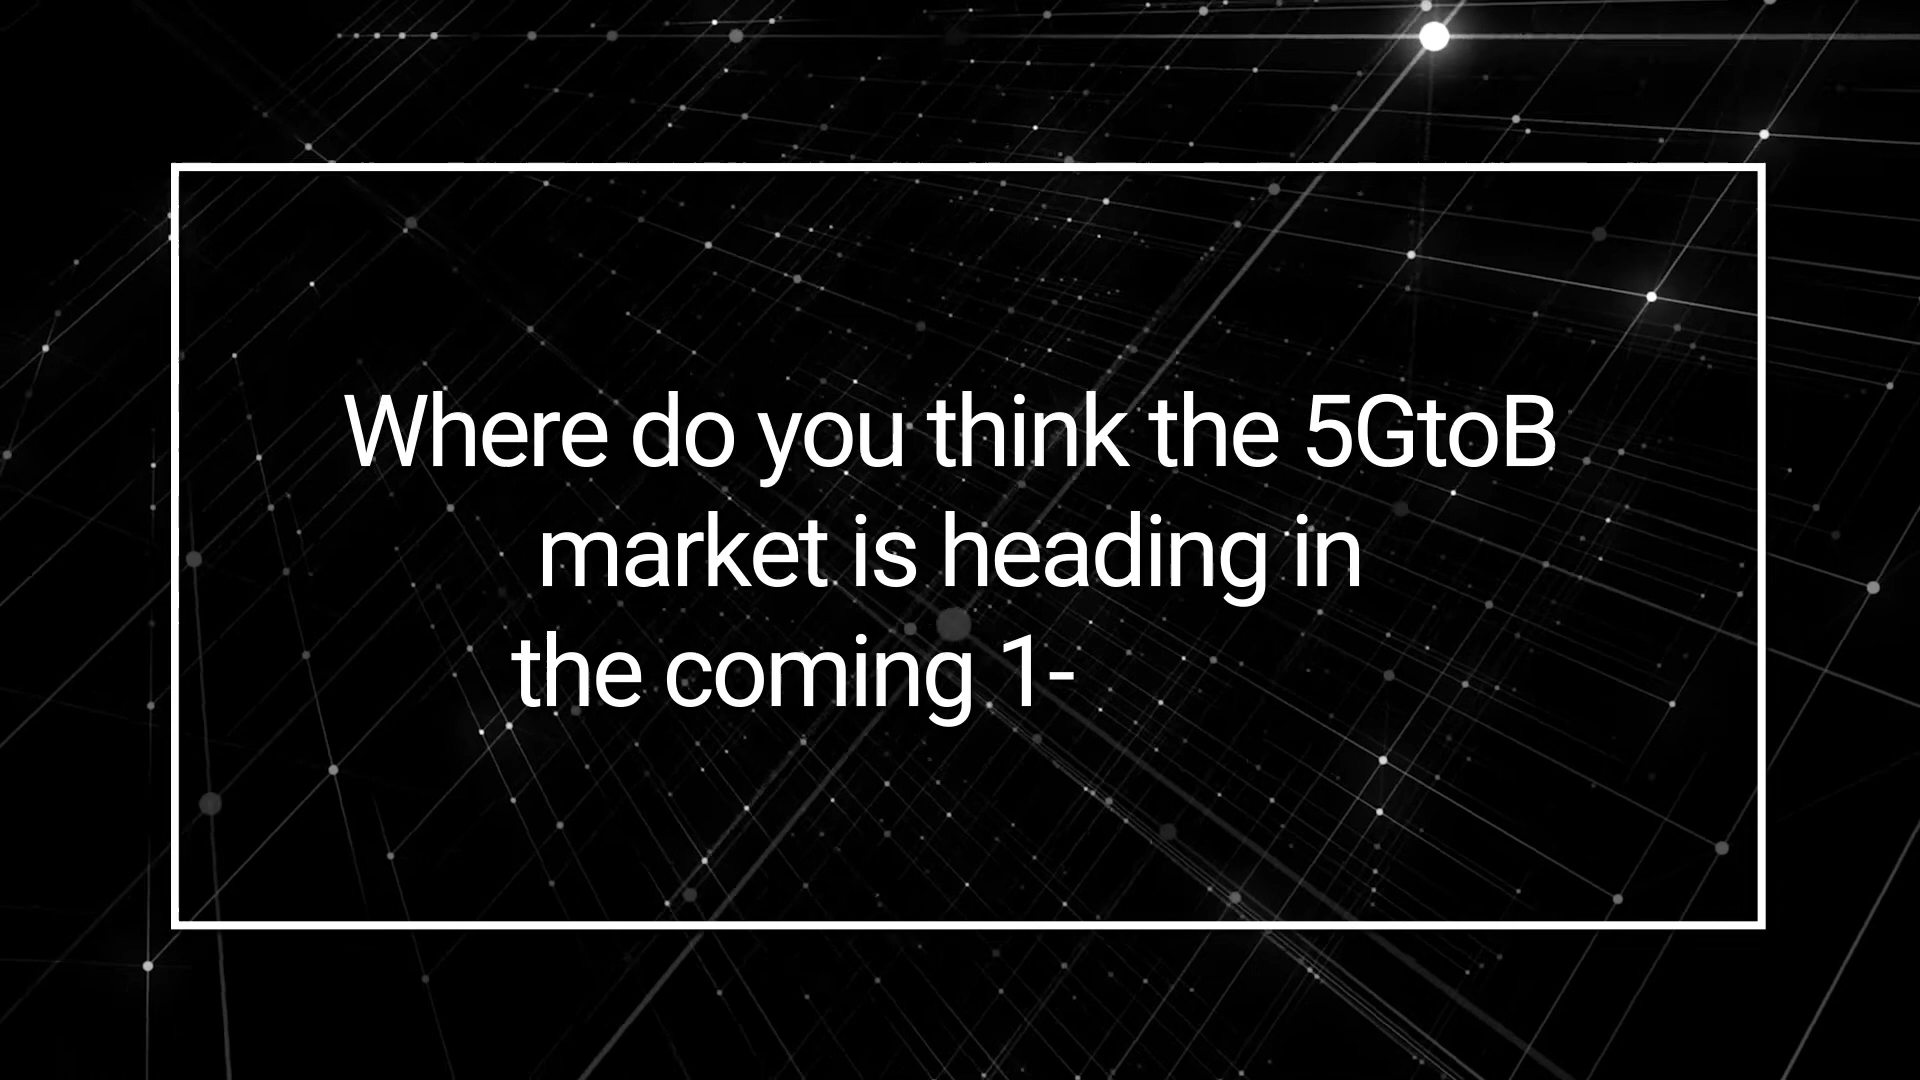 Where do you think the 5GtoB
market is heading in
the coming 1-